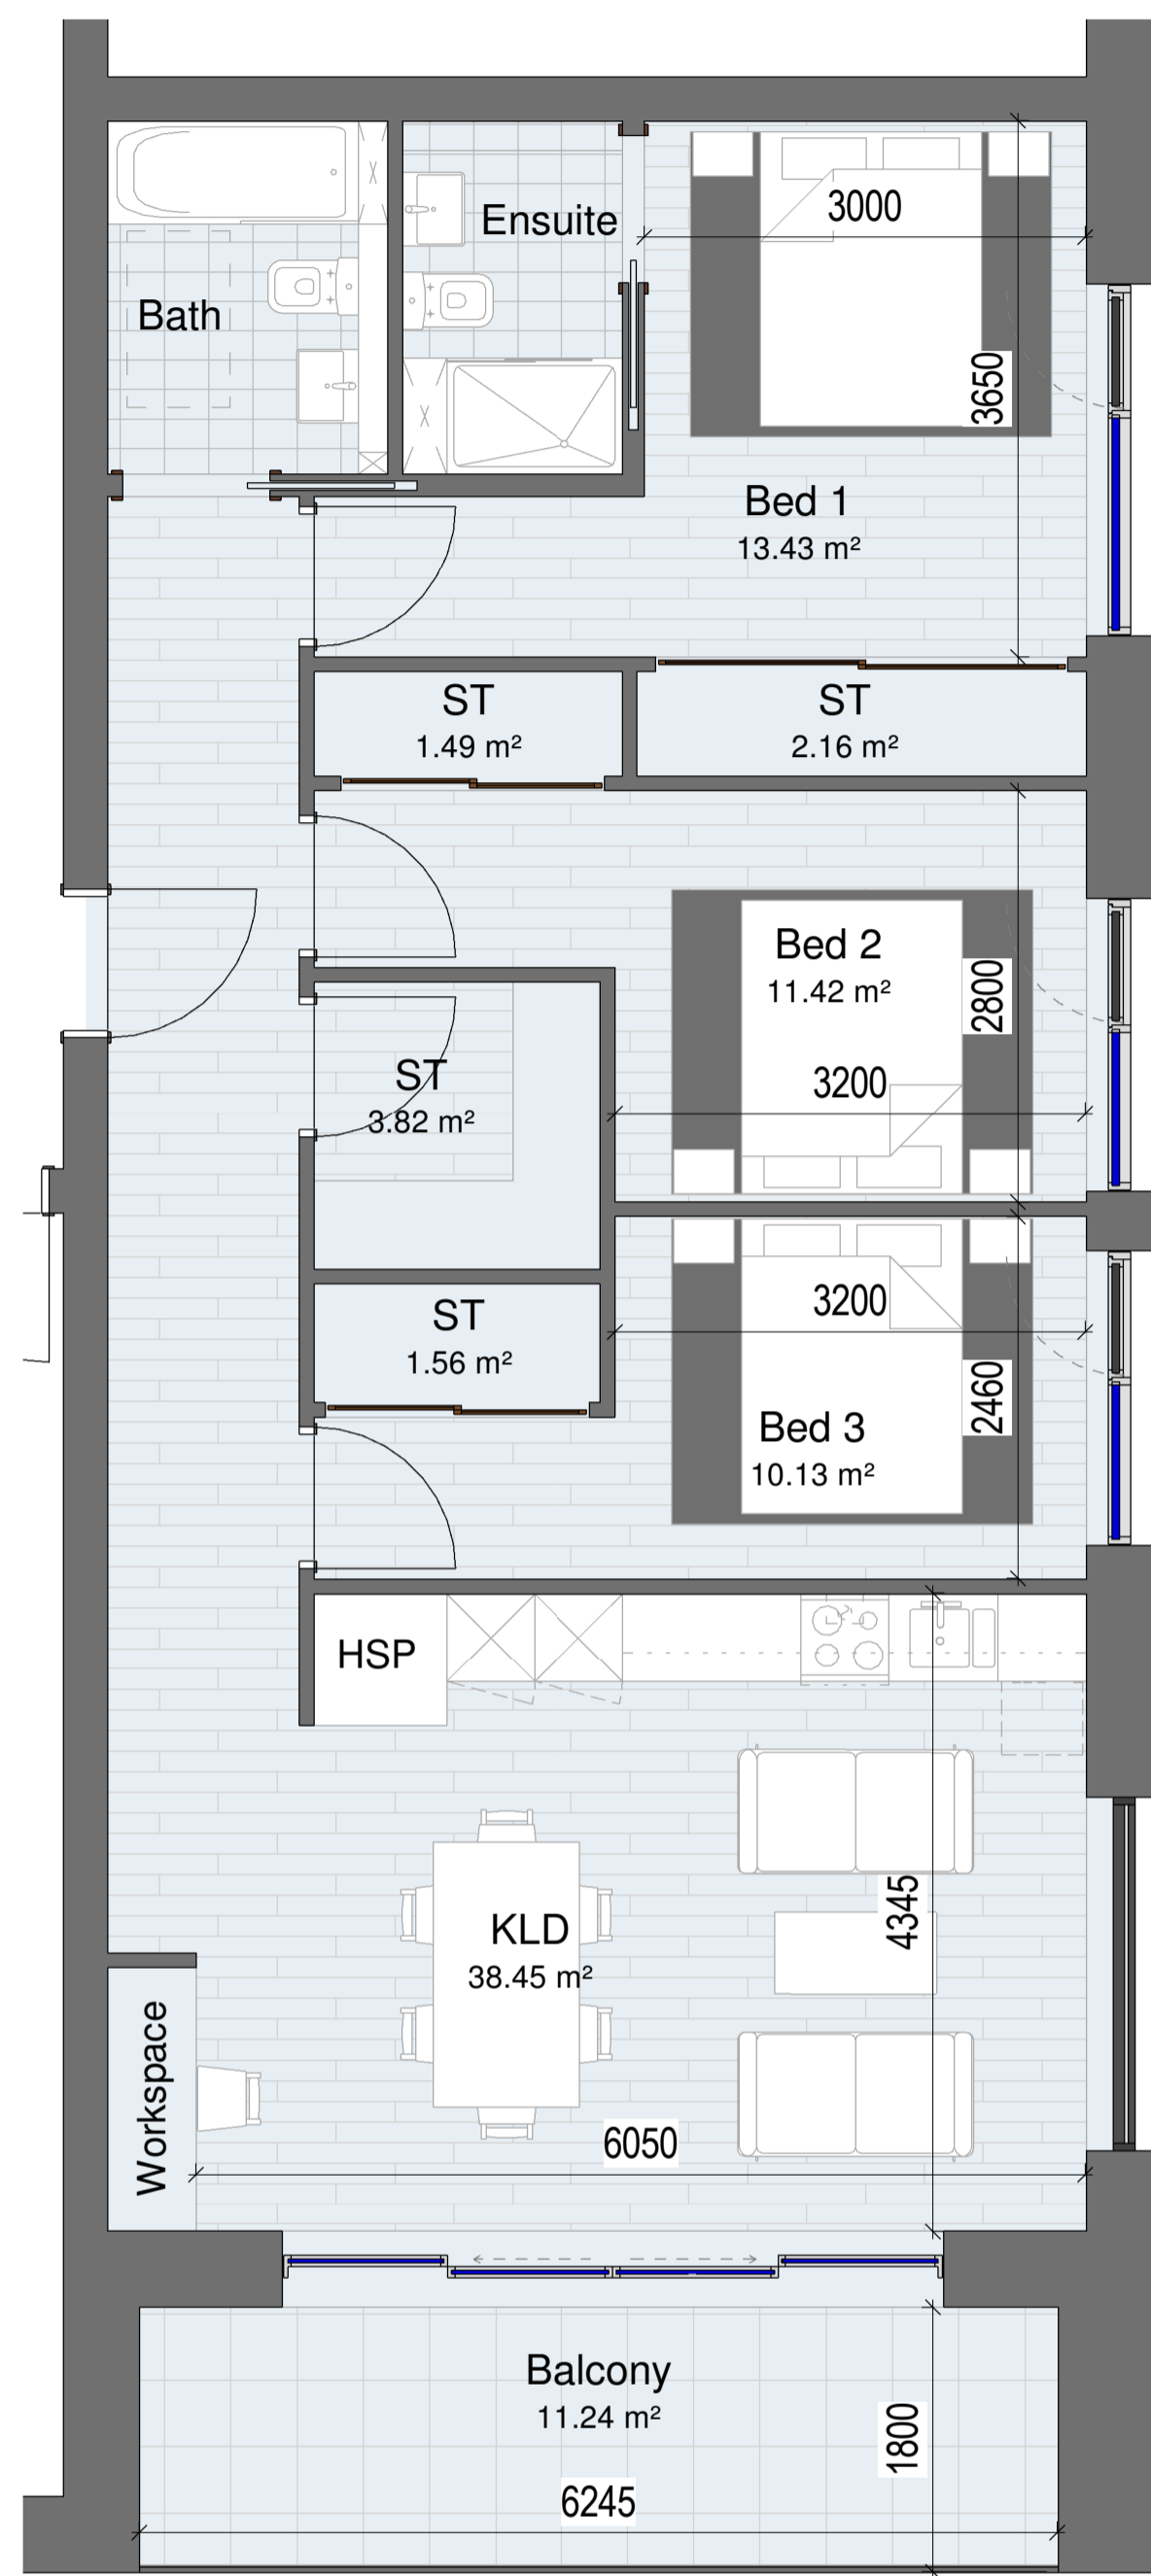 Ensuite
3000
Bath
3650
Bed 1
13.43 m²
ST
1.49 m²
ST
2.16 m²
Bed 2
11.42 m²
2800
ST
3.82 m²
3200
ST
1.56 m²
3200
2460
Bed 3
10.13 m²
HSP
4345
KLD
38.45 m²
Workspace
6050
Balcony
11.24 m²
1800
6245